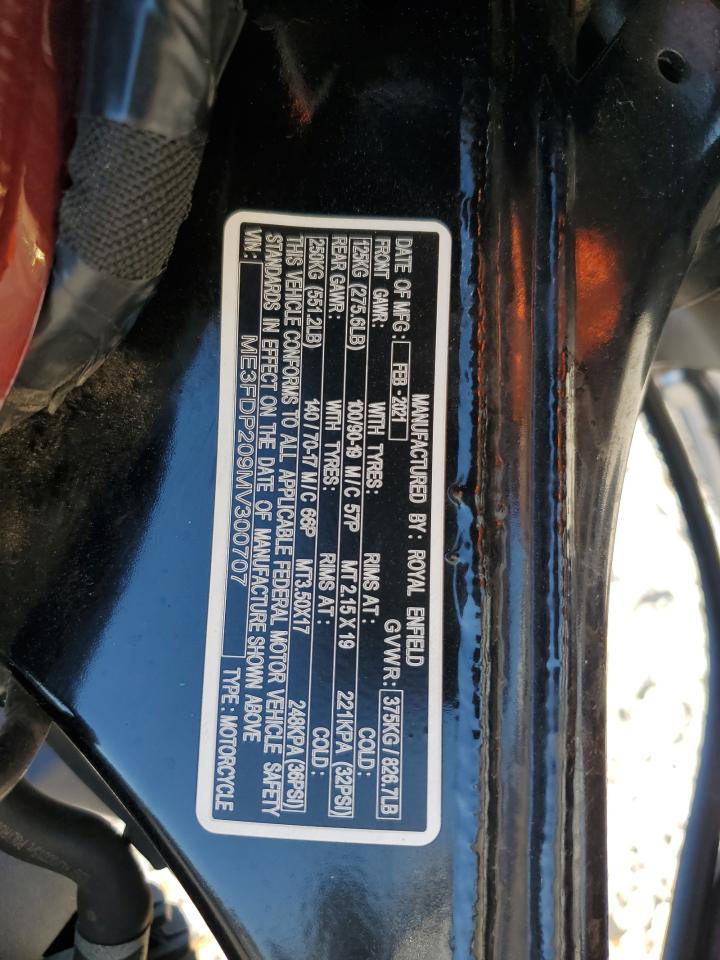 MANUFACTURED BY: ROYAL ENFIELD
DATE OF MFG: FEB - 2021 GVWR: 375KG / 826.7LB
FRONT GAWR: WITH TYRES: RIMS AT: COLD:
125KG (275.6LB) 100/90-19 M/C 57P MT 2.15 X 19 221KPA (32PSI)
REAR GAWR: WITH TYRES: RIMS AT: COLD:
250KG (551.2LB) 140 / 70-17 M/C 66P MT3.50X17 248KPA (36PSI)
THIS VEHICLE CONFORMS TO ALL APPLICABLE FEDERAL MOTOR VEHICLE SAFETY
STANDARDS IN EFFECT ON THE DATE OF MANUFACTURE SHOWN ABOVE
VIN: ME3FDP209MV300707 TYPE: MOTORCYCLE